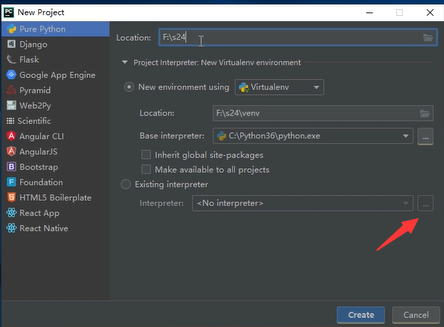 New Project
Pure Python
Django
Flask
Google App Engine
Pyramid
Web2Py
Scientific
Angular CLI
AngularJS
Bootstrap
Foundation
HTML5 Boilerplate
React App
React Native
Location: F:\s24
Project Interpreter: New Virtualenv environment
New environment using Virtualenv
Location: F:\s24\venv
Base interpreter: C:\Python36\python.exe ...
Inherit global site-packages
Make available to all projects
Existing interpreter
Interpreter: <No interpreter> ...
Create Cancel